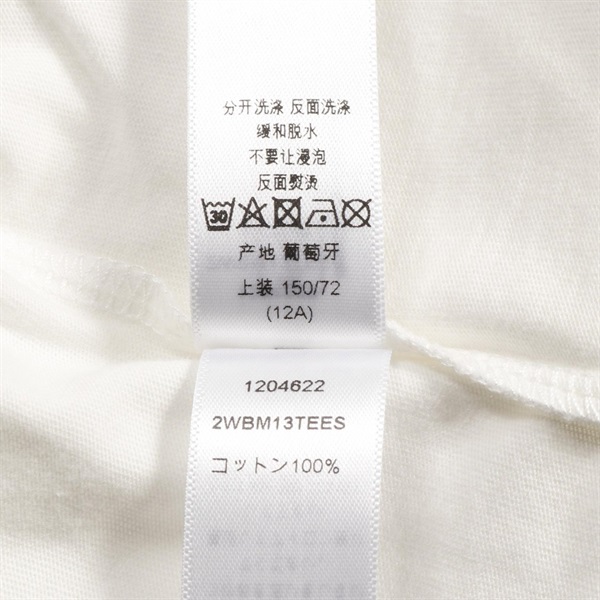 分开洗涤 反面洗涤
缓和脱水
不要让浸泡
反面熨烫
30
产地 葡萄牙
上装 150/72
(12A)
1204622
2WBM13TEES
コットン100%